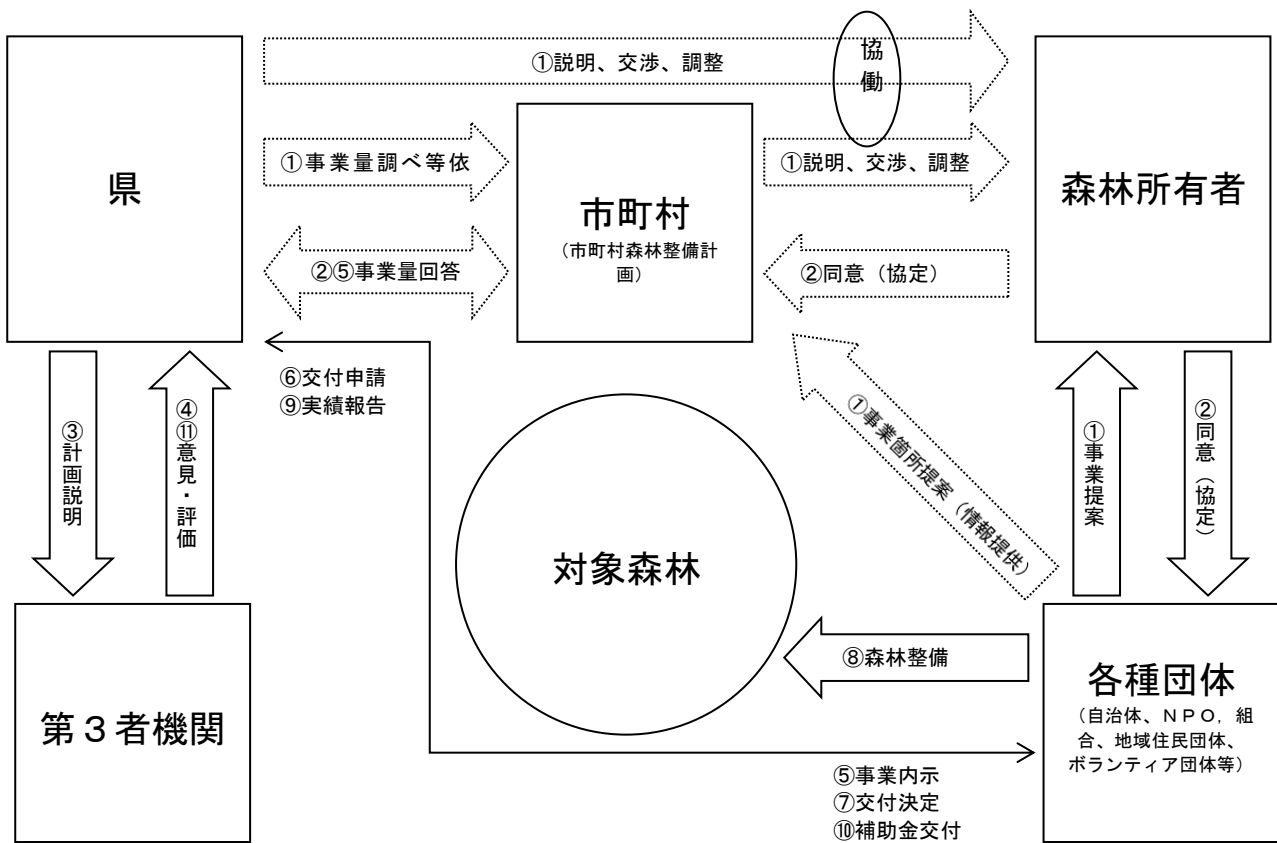 ①説明、交渉、調整
協
働
県
①事業量調べ等依
市町村
（市町村森林整備計
画）
①説明、交渉、調整
森林所有者
②⑤事業量回答
②同意（協定）
⑥交付申請
⑨実績報告
③計画説明
④
⑪意見・評価
①事業箇所提案（情報提供）
①事業提案
②同意（協定）
対象森林
⑧森林整備
第３者機関
各種団体
（自治体、ＮＰＯ，組
合、地域住民団体、
ボランティア団体等）
⑤事業内示
⑦交付決定
⑩補助金交付